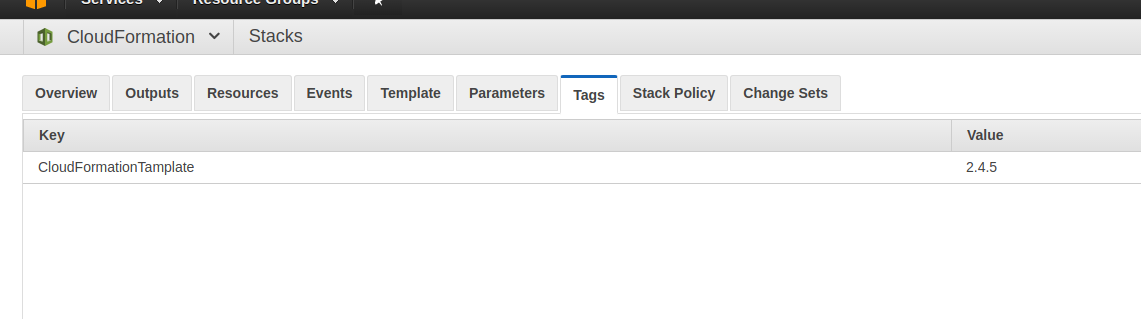 Services Resource Groups
CloudFormation Stacks
Overview Outputs Resources Events Template Parameters Tags Stack Policy Change Sets
Key Value
CloudFormationTamplate 2.4.5